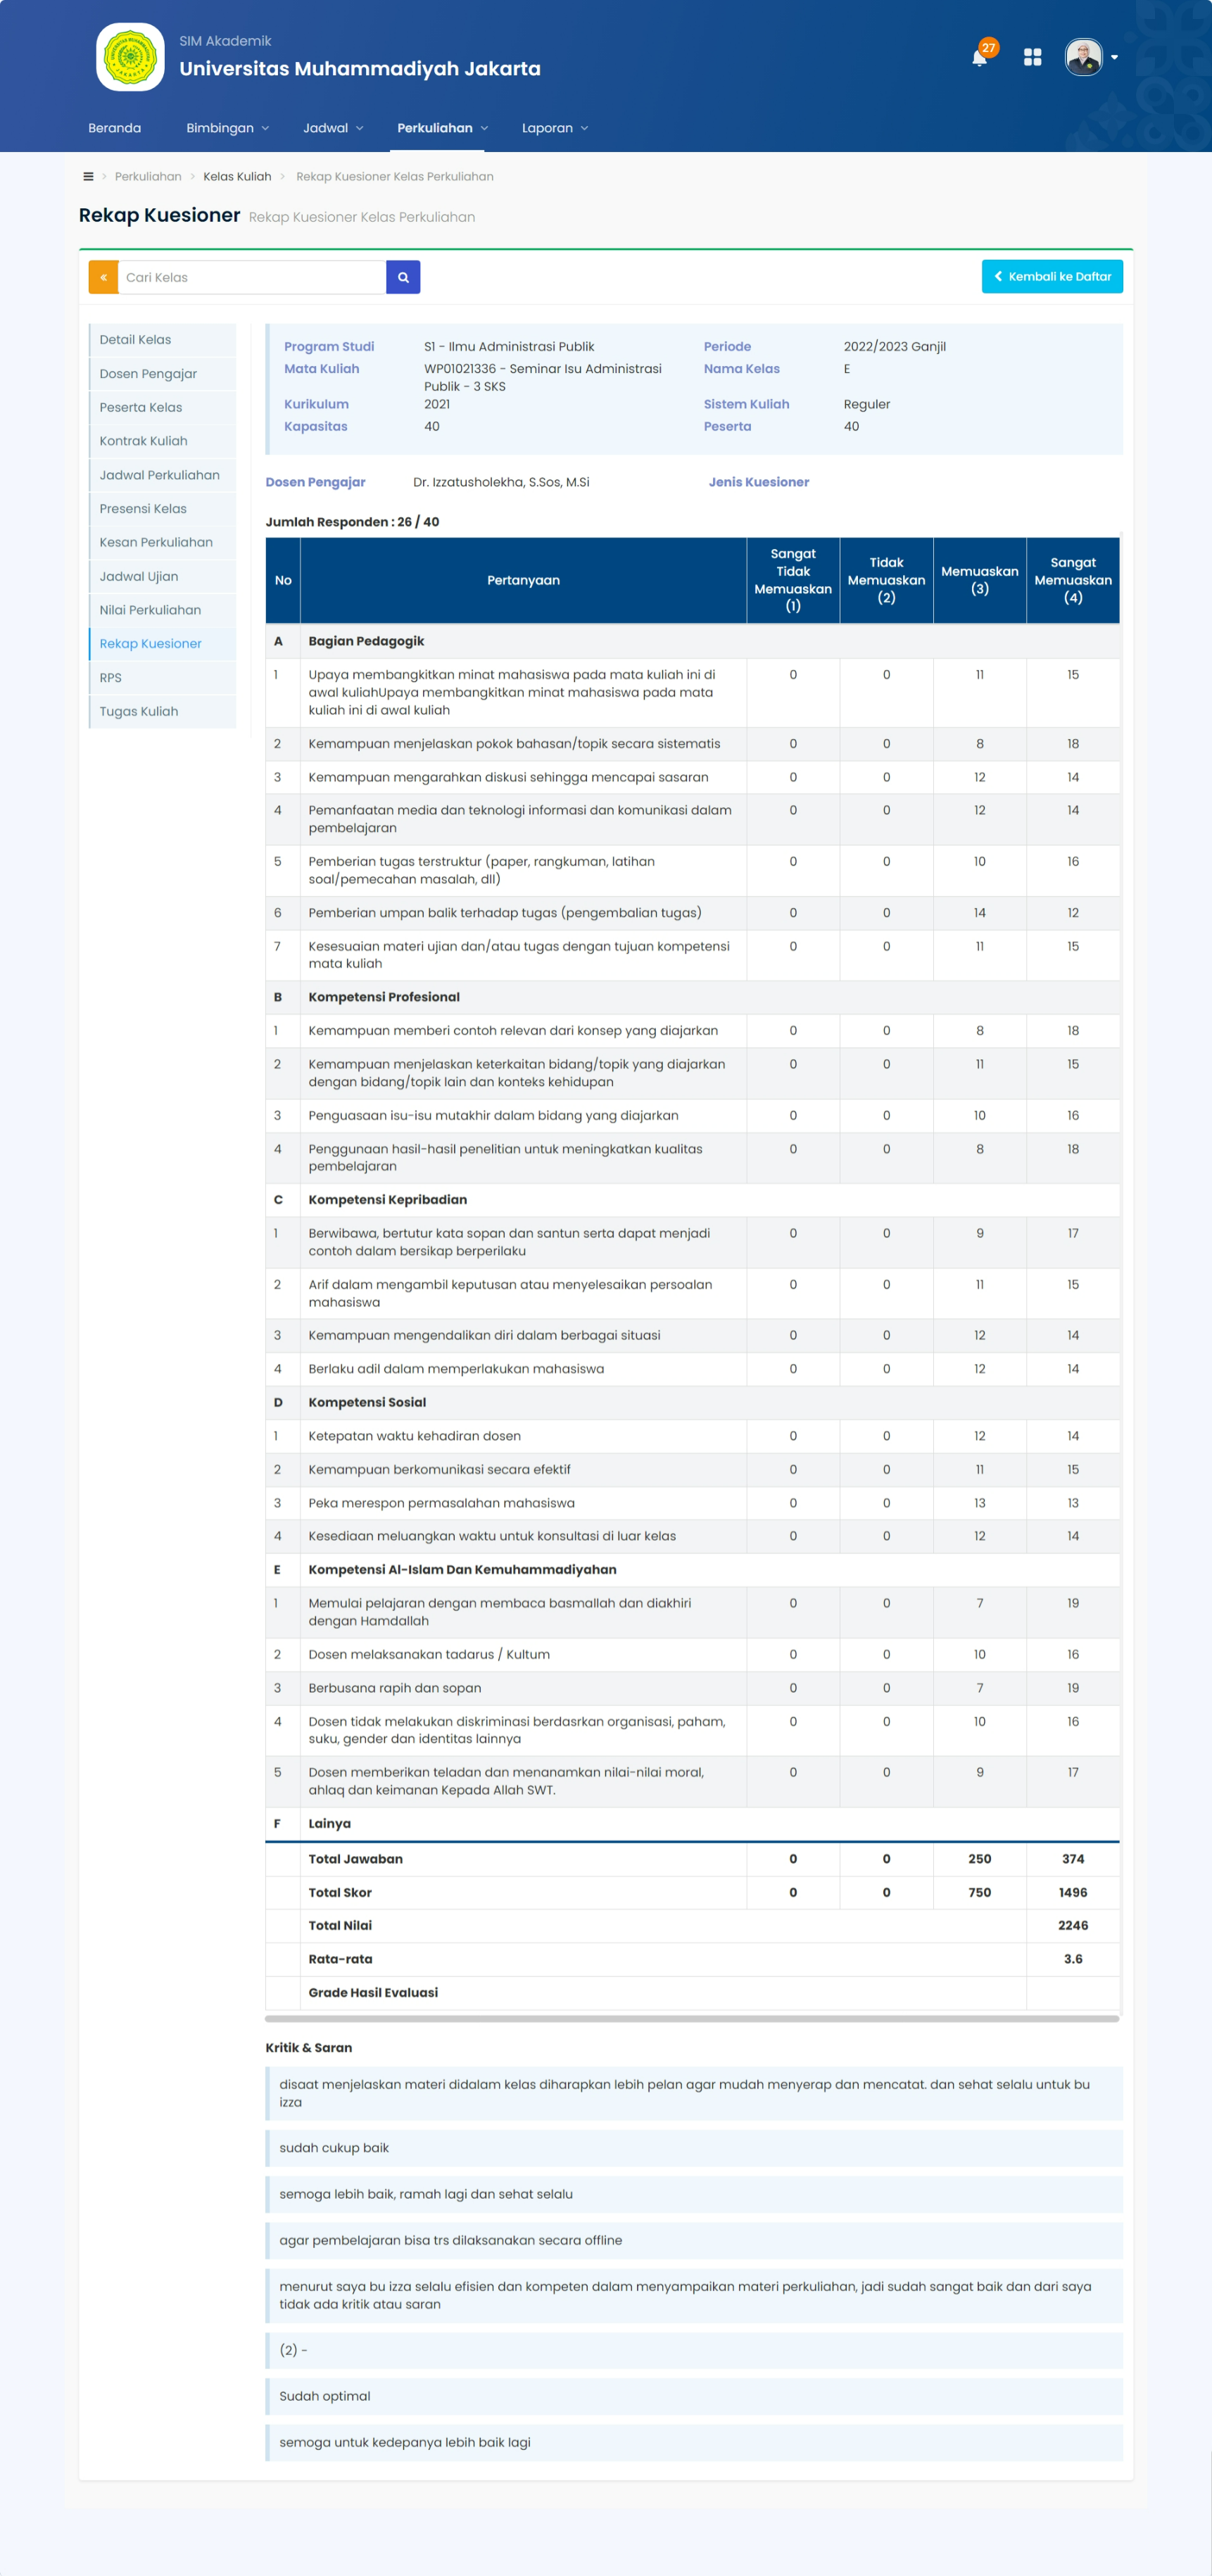 SIM Akademik
Universitas Muhammadiyah Jakarta
27
Beranda
Bimbingan
Jadwal
Perkuliahan
Laporan
Perkuliahan > Kelas Kuliah > Rekap Kuesioner Kelas Perkuliahan
Rekap Kuesioner Rekap Kuesioner Kelas Perkuliahan
«
Cari Kelas
Kembali ke Daftar
Detail Kelas
Dosen Pengajar
Peserta Kelas
Kontrak Kuliah
Jadwal Perkuliahan
Presensi Kelas
Kesan Perkuliahan
Jadwal Ujian
Nilai Perkuliahan
Rekap Kuesioner
RPS
Tugas Kuliah
Program Studi S1 - Ilmu Administrasi Publik Periode 2022/2023 Ganjil
Mata Kuliah WP01021336 - Seminar Isu Administrasi Nama Kelas E
Publik - 3 SKS
Kurikulum 2021 Sistem Kuliah Reguler
Kapasitas 40 Peserta 40
Dosen Pengajar Dr. Izzatusholekha, S.Sos, M.Si Jenis Kuesioner
Jumlah Responden : 26 / 40
No
Pertanyaan
Sangat
Tidak
Memuaskan
(1)
Tidak
Memuaskan
(2)
Memuaskan
(3)
Sangat
Memuaskan
(4)
A Bagian Pedagogik
1 Upaya membangkitkan minat mahasiswa pada mata kuliah ini di 0 0 11 15
awal kuliahUpaya membangkitkan minat mahasiswa pada mata
kuliah ini di awal kuliah
2 Kemampuan menjelaskan pokok bahasan/topik secara sistematis 0 0 8 18
3 Kemampuan mengarahkan diskusi sehingga mencapai sasaran 0 0 12 14
4 Pemanfaatan media dan teknologi informasi dan komunikasi dalam 0 0 12 14
pembelajaran
5 Pemberian tugas terstruktur (paper, rangkuman, latihan 0 0 10 16
soal/pemecahan masalah, dll)
6 Pemberian umpan balik terhadap tugas (pengembalian tugas) 0 0 14 12
7 Kesesuaian materi ujian dan/atau tugas dengan tujuan kompetensi 0 0 11 15
mata kuliah
B Kompetensi Profesional
1 Kemampuan memberi contoh relevan dari konsep yang diajarkan 0 0 8 18
2 Kemampuan menjelaskan keterkaitan bidang/topik yang diajarkan 0 0 11 15
dengan bidang/topik lain dan konteks kehidupan
3 Penguasaan isu-isu mutakhir dalam bidang yang diajarkan 0 0 10 16
4 Penggunaan hasil-hasil penelitian untuk meningkatkan kualitas 0 0 8 18
pembelajaran
C Kompetensi Kepribadian
1 Berwibawa, bertutur kata sopan dan santun serta dapat menjadi 0 0 9 17
contoh dalam bersikap berperilaku
2 Arif dalam mengambil keputusan atau menyelesaikan persoalan 0 0 11 15
mahasiswa
3 Kemampuan mengendalikan diri dalam berbagai situasi 0 0 12 14
4 Berlaku adil dalam memperlakukan mahasiswa 0 0 12 14
D Kompetensi Sosial
1 Ketepatan waktu kehadiran dosen 0 0 12 14
2 Kemampuan berkomunikasi secara efektif 0 0 11 15
3 Peka merespon permasalahan mahasiswa 0 0 13 13
4 Kesediaan meluangkan waktu untuk konsultasi di luar kelas 0 0 12 14
E Kompetensi Al-Islam Dan Kemuhammadiyahan
1 Memulai pelajaran dengan membaca basmallah dan diakhiri 0 0 7 19
dengan Hamdallah
2 Dosen melaksanakan tadarus / Kultum 0 0 10 16
3 Berbusana rapih dan sopan 0 0 7 19
4 Dosen tidak melakukan diskriminasi berdasrkan organisasi, paham, 0 0 10 16
suku, gender dan identitas lainnya
5 Dosen memberikan teladan dan menanamkan nilai-nilai moral, 0 0 9 17
ahlaq dan keimanan Kepada Allah SWT.
F Lainya
Total Jawaban 0 0 250 374
Total Skor 0 0 750 1496
Total Nilai 2246
Rata-rata 3.6
Grade Hasil Evaluasi
Kritik & Saran
disaat menjelaskan materi didalam kelas diharapkan lebih pelan agar mudah menyerap dan mencatat. dan sehat selalu untuk bu
izza
sudah cukup baik
semoga lebih baik, ramah lagi dan sehat selalu
agar pembelajaran bisa trs dilaksanakan secara offline
menurut saya bu izza selalu efisien dan kompeten dalam menyampaikan materi perkuliahan, jadi sudah sangat baik dan dari saya
tidak ada kritik atau saran
(2) -
Sudah optimal
semoga untuk kedepanya lebih baik lagi